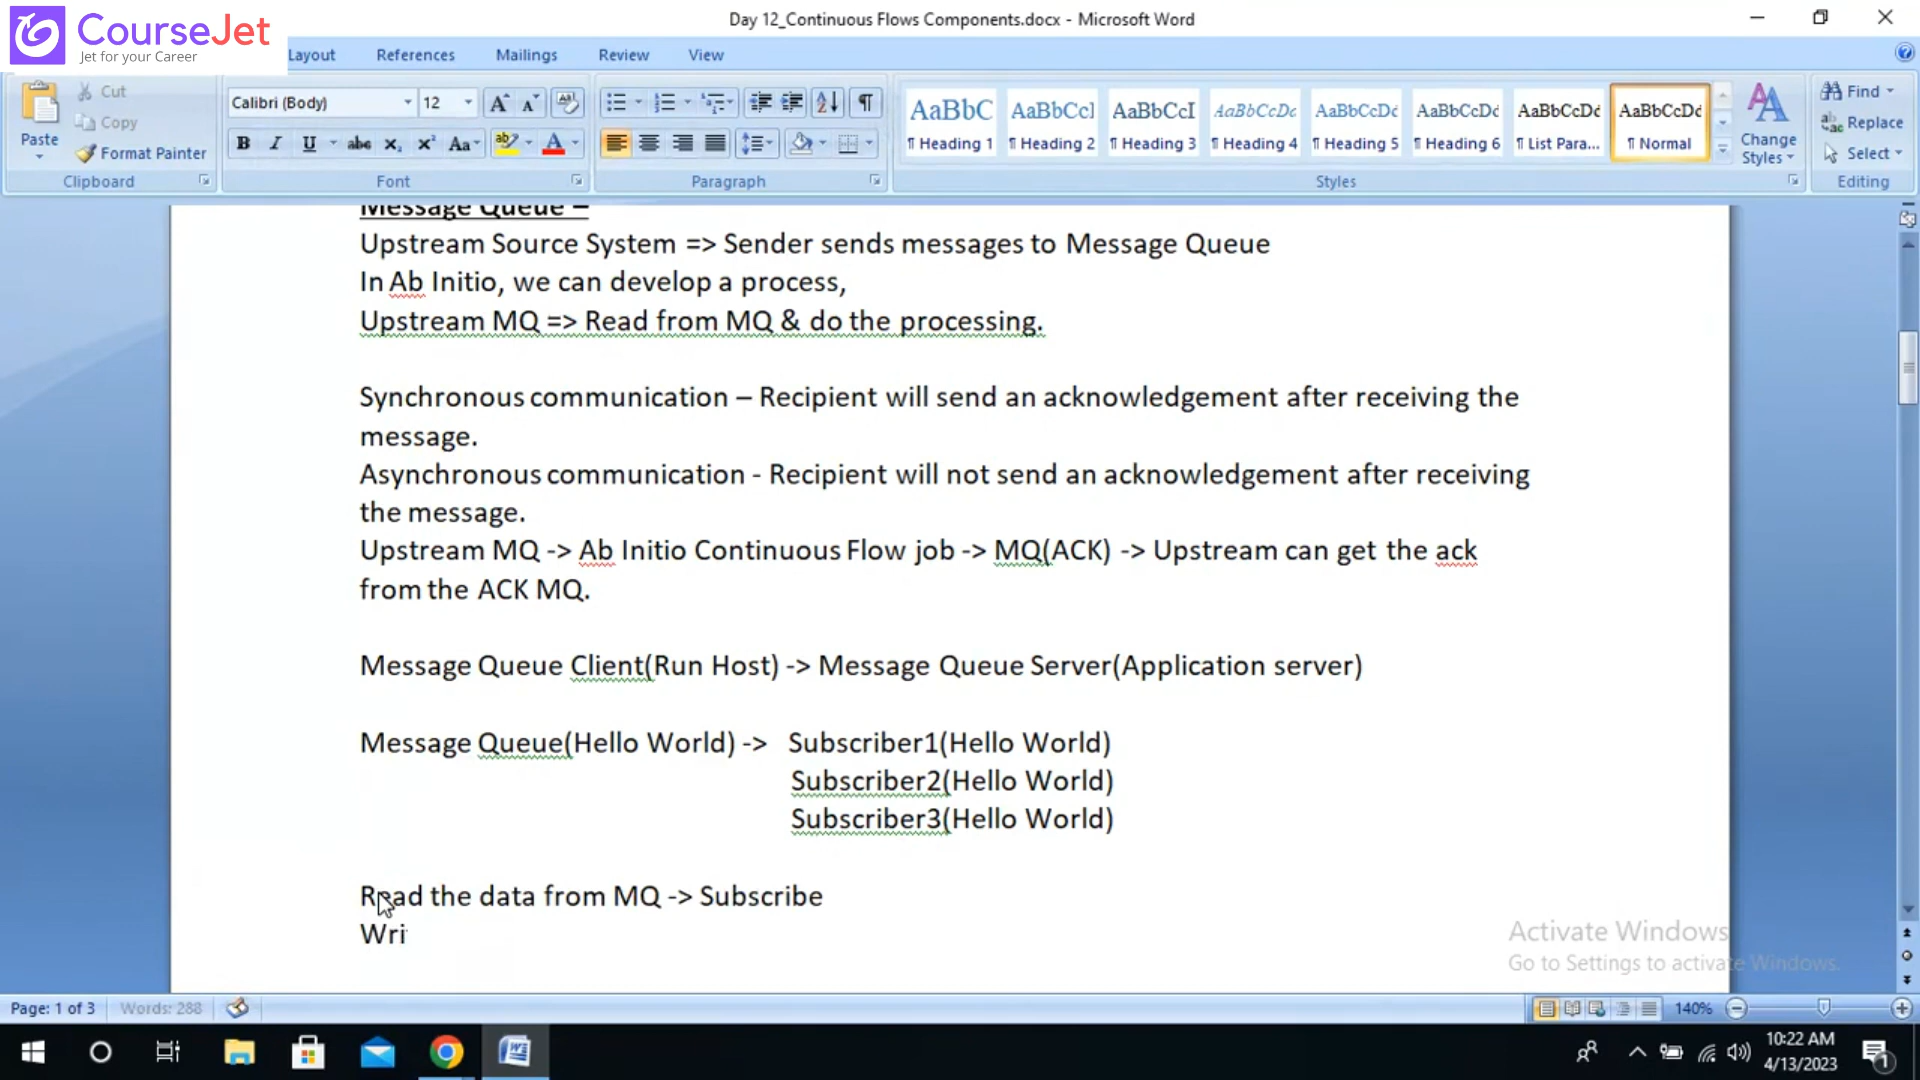 CourseJet
Jet for your Career
Day 12_Continuous Flows Components.docx - Microsoft Word
Layout References Mailings Review View
Paste
Cut
Copy
Format Painter
Clipboard
Calibri (Body) 12
Font
Paragraph
AaBbC AaBbCcI AaBbCcI AaBbCcDc AaBbCcDc AaBbCcDc AaBbCcDc AaBbCcDc
¶ Heading 1 ¶ Heading 2 ¶ Heading 3 ¶ Heading 4 ¶ Heading 5 ¶ Heading 6 ¶ List Para... ¶ Normal
Change
Styles
Styles
Find
Replace
Select
Editing
Message Queue –
Upstream Source System => Sender sends messages to Message Queue
In Ab Initio, we can develop a process,
Upstream MQ => Read from MQ & do the processing.
Synchronous communication – Recipient will send an acknowledgement after receiving the
message.
Asynchronous communication - Recipient will not send an acknowledgement after receiving
the message.
Upstream MQ -> Ab Initio Continuous Flow job -> MQ(ACK) -> Upstream can get the ack
from the ACK MQ.
Message Queue Client(Run Host) -> Message Queue Server(Application server)
Message Queue(Hello World) -> Subscriber1(Hello World)
Subscriber2(Hello World)
Subscriber3(Hello World)
Read the data from MQ -> Subscribe
Wri
Activate Windows
Go to Settings to activate Windows.
Page: 1 of 3 Words: 288 140%
10:22 AM
4/13/2023
1